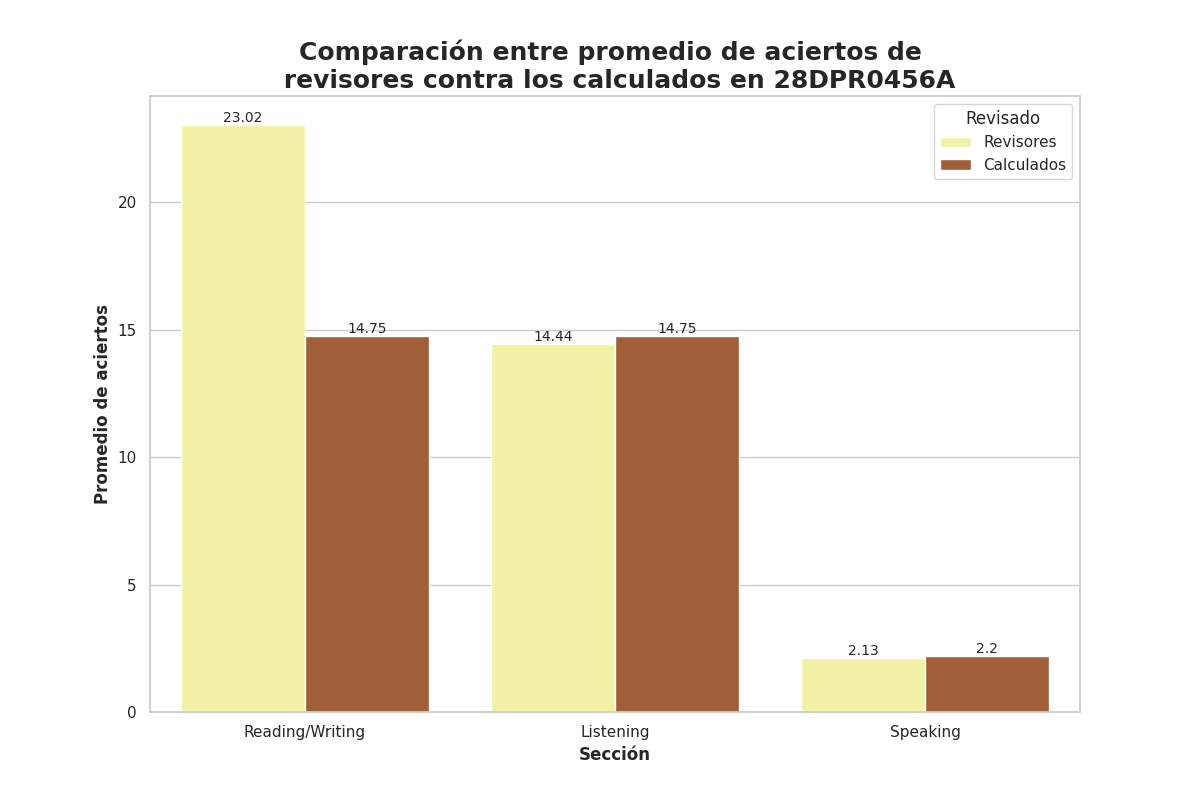 Comparación entre promedio de aciertos de
revisores contra los calculados en 28DPR0456A
Revisado
Revisores
Calculados
23.02
14.75
14.44
14.75
2.13
2.2
20
15
10
5
0
Promedio de aciertos
Reading/Writing
Listening
Speaking
Sección